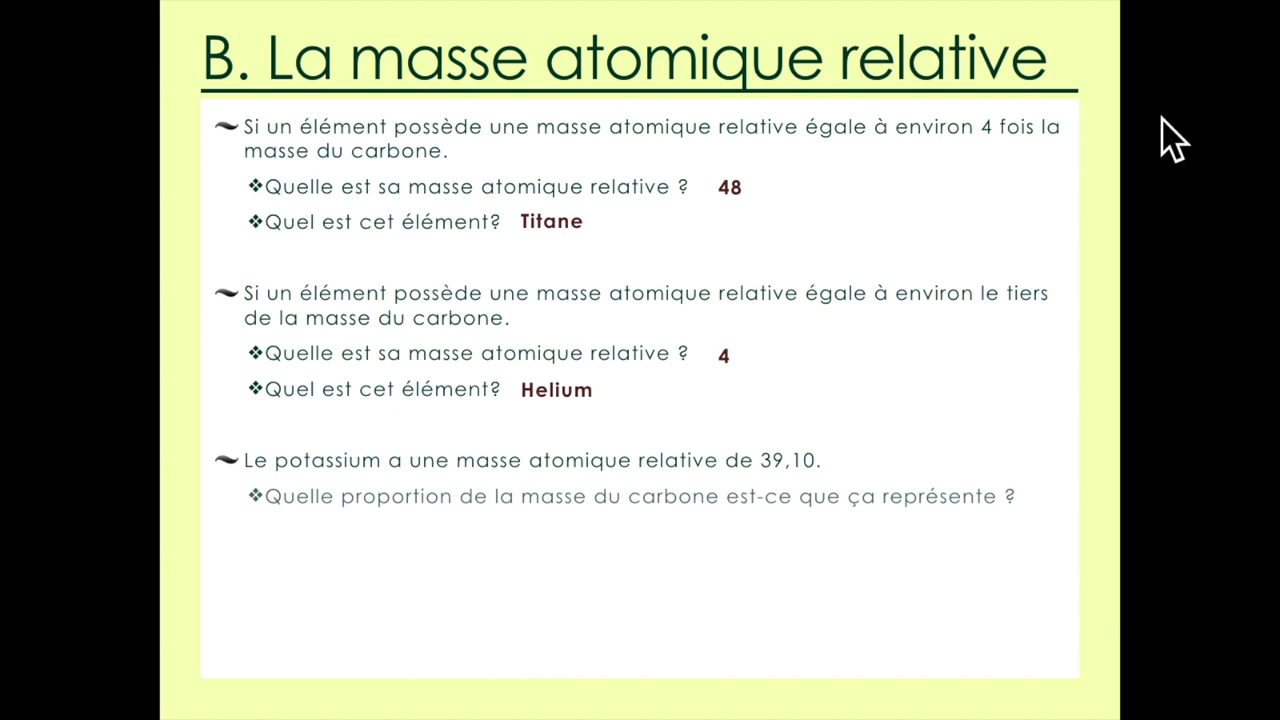 B. La masse atomique relative
Si un élément possède une masse atomique relative égale à environ 4 fois la
masse du carbone.
❖Quelle est sa masse atomique relative ? 48
❖Quel est cet élément? Titane
Si un élément possède une masse atomique relative égale à environ le tiers
de la masse du carbone.
❖Quelle est sa masse atomique relative ? 4
❖Quel est cet élément? Helium
Le potassium a une masse atomique relative de 39,10.
❖Quelle proportion de la masse du carbone est-ce que ça représente ?